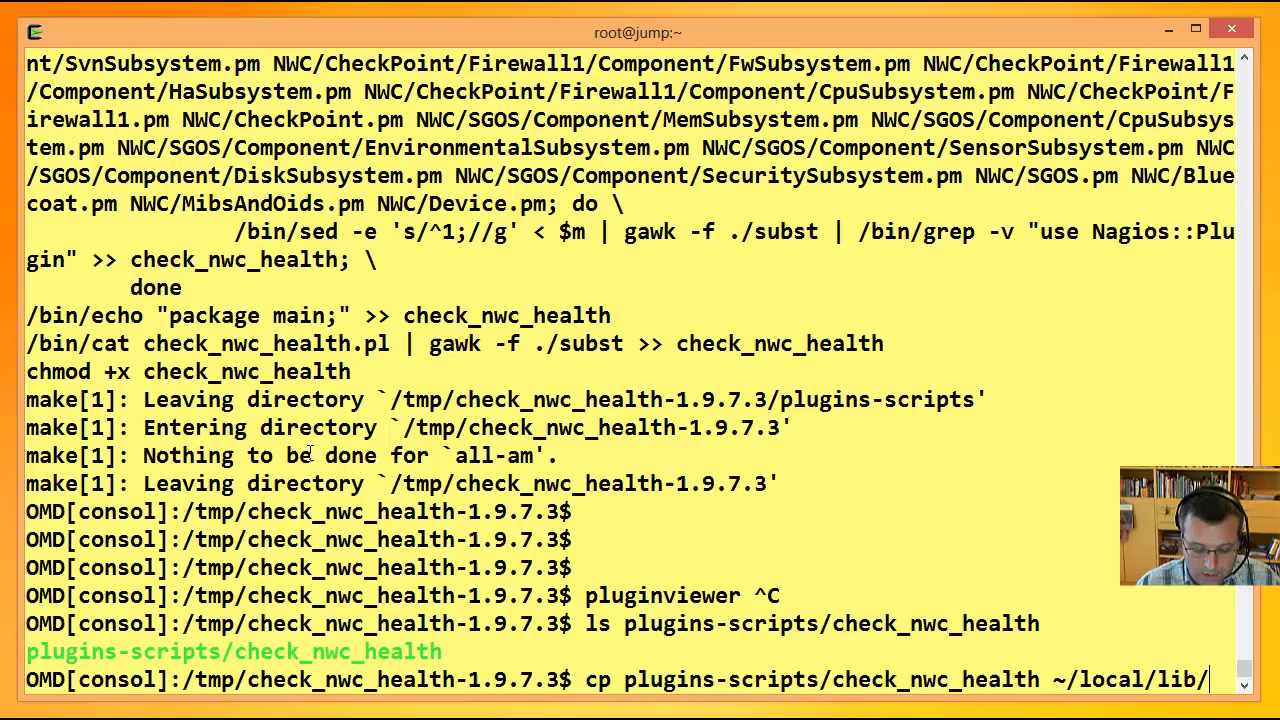 root@jump:~
nt/SvnSubsystem.pm NWC/CheckPoint/Firewall1/Component/FwSubsystem.pm NWC/CheckPoint/Firewall1
/Component/HaSubsystem.pm NWC/CheckPoint/Firewall1/Component/CpuSubsystem.pm NWC/CheckPoint/F
irewall1.pm NWC/CheckPoint.pm NWC/SGOS/Component/MemSubsystem.pm NWC/SGOS/Component/CpuSubsys
tem.pm NWC/SGOS/Component/EnvironmentalSubsystem.pm NWC/SGOS/Component/SensorSubsystem.pm NWC
/SGOS/Component/DiskSubsystem.pm NWC/SGOS/Component/SecuritySubsystem.pm NWC/SGOS.pm NWC/Blue
coat.pm NWC/MibsAndOids.pm NWC/Device.pm; do \
/bin/sed -e 's/^1;//g' < $m | gawk -f ./subst | /bin/grep -v "use Nagios::Plu
gin" >> check_nwc_health; \
done
/bin/echo "package main;" >> check_nwc_health
/bin/cat check_nwc_health.pl | gawk -f ./subst >> check_nwc_health
chmod +x check_nwc_health
make[1]: Leaving directory `/tmp/check_nwc_health-1.9.7.3/plugins-scripts'
make[1]: Entering directory `/tmp/check_nwc_health-1.9.7.3'
make[1]: Nothing to be done for `all-am'.
make[1]: Leaving directory `/tmp/check_nwc_health-1.9.7.3'
OMD[consol]:/tmp/check_nwc_health-1.9.7.3$
OMD[consol]:/tmp/check_nwc_health-1.9.7.3$
OMD[consol]:/tmp/check_nwc_health-1.9.7.3$
OMD[consol]:/tmp/check_nwc_health-1.9.7.3$ pluginviewer ^C
OMD[consol]:/tmp/check_nwc_health-1.9.7.3$ ls plugins-scripts/check_nwc_health
plugins-scripts/check_nwc_health
OMD[consol]:/tmp/check_nwc_health-1.9.7.3$ cp plugins-scripts/check_nwc_health ~/local/lib/